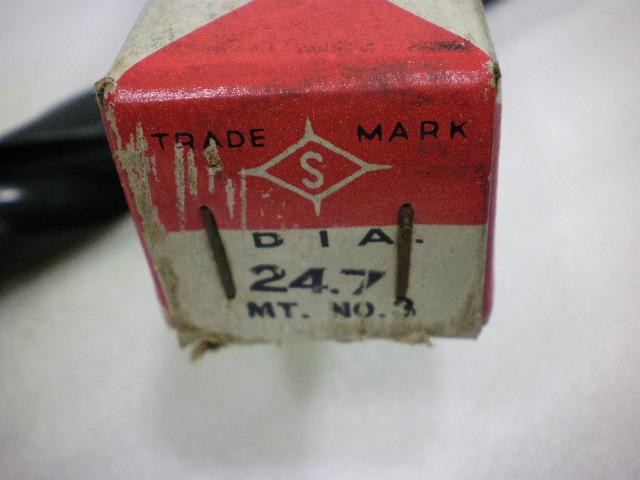 TRADE MARK
S
DIA.
24.7
MT. NO. 3